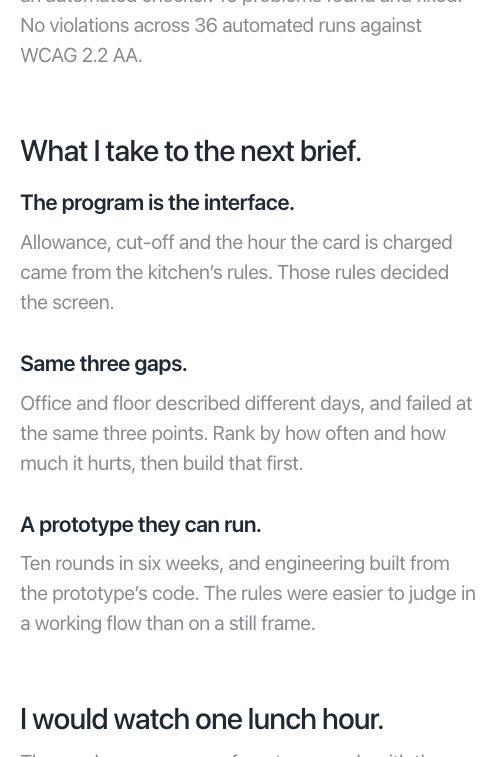 No violations across 36 automated runs against
WCAG 2.2 AA.
What I take to the next brief.
The program is the interface.
Allowance, cut-off and the hour the card is charged
came from the kitchen's rules. Those rules decided
the screen.
Same three gaps.
Office and floor described different days, and failed at
the same three points. Rank by how often and how
much it hurts, then build that first.
A prototype they can run.
Ten rounds in six weeks, and engineering built from
the prototype's code. The rules were easier to judge in
a working flow than on a still frame.
I would watch one lunch hour.